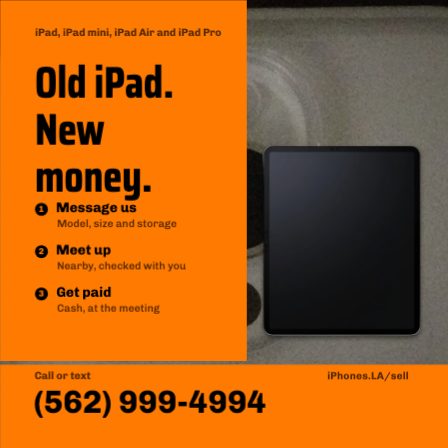 iPad, iPad mini, iPad Air and iPad Pro
Old iPad.
New
money.
1 Message us
Model, size and storage
2 Meet up
Nearby, checked with you
3 Get paid
Cash, at the meeting
Call or text
iPhones.LA/sell
(562) 999-4994